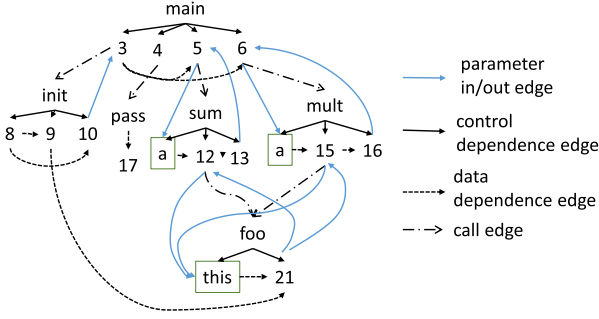 main
3 4 5 6
init
pass
sum
mult
8 9 10
17
a 12 13
a 15 16
foo
this 21
parameter
in/out edge
control
dependence edge
data
dependence edge
call edge